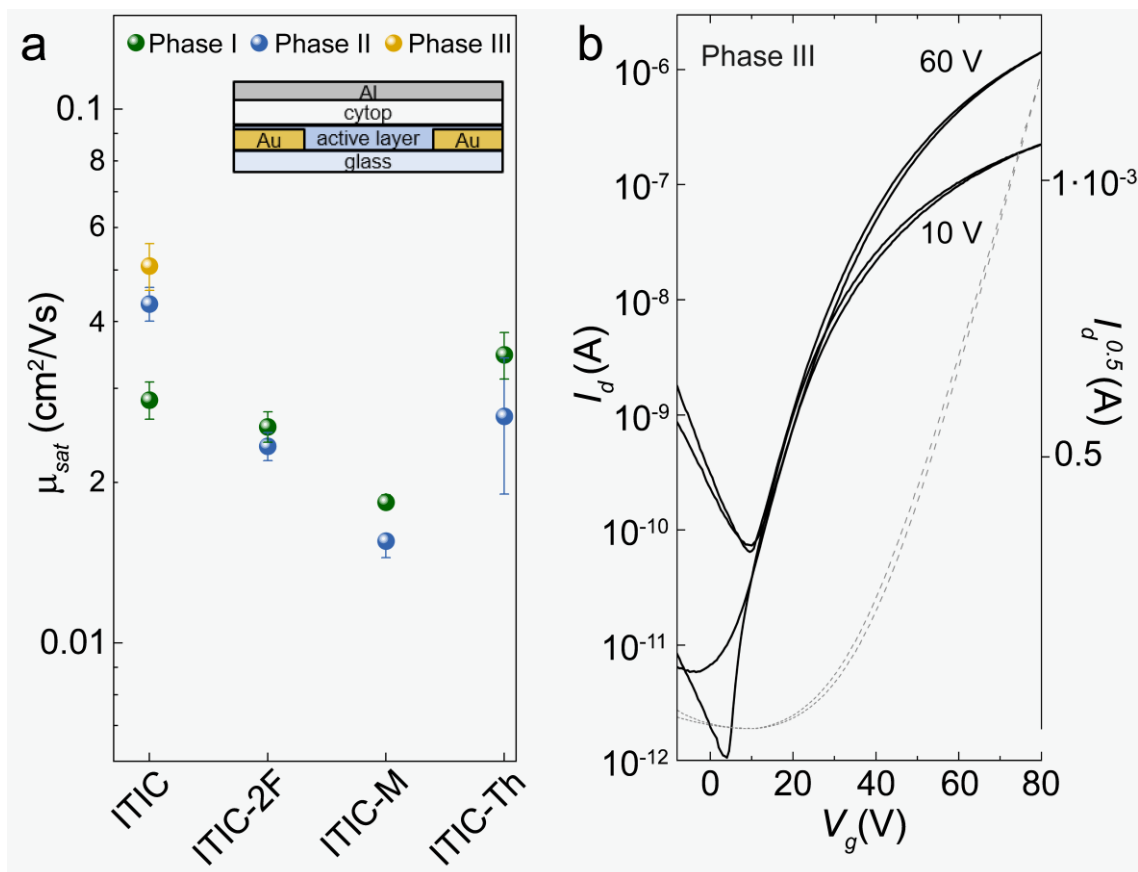 a
Phase I Phase II Phase III
Al
cytop
Au active layer Au
glass
0.1
8
6
4
2
0.01
μsat (cm²/Vs)
ITIC
ITIC-2F
ITIC-M
ITIC-Th
b
Phase III
60 V
10 V
10⁻⁶
10⁻⁷
10⁻⁸
10⁻⁹
10⁻¹⁰
10⁻¹¹
10⁻¹²
Id (A)
1·10⁻³
0.5
Id^0.5 (A)
0 20 40 60 80
Vg(V)